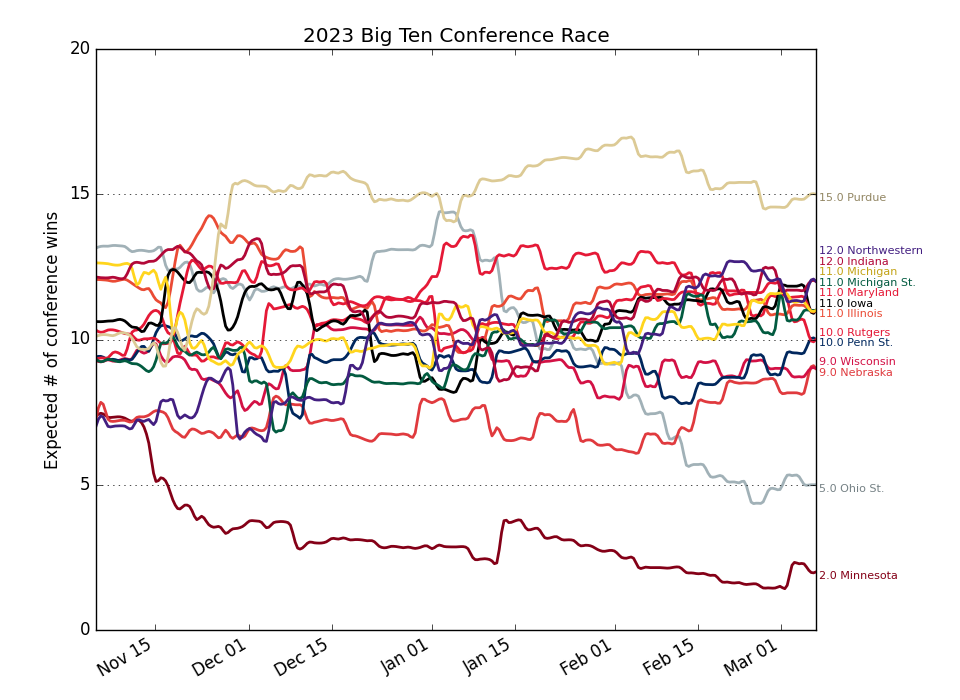 2023 Big Ten Conference Race
Expected # of conference wins
20
15
10
5
0
15.0 Purdue
12.0 Northwestern
12.0 Indiana
11.0 Michigan
11.0 Michigan St.
11.0 Maryland
11.0 Iowa
11.0 Illinois
10.0 Rutgers
10.0 Penn St.
9.0 Wisconsin
9.0 Nebraska
5.0 Ohio St.
2.0 Minnesota
Nov 15
Dec 01
Dec 15
Jan 01
Jan 15
Feb 01
Feb 15
Mar 01